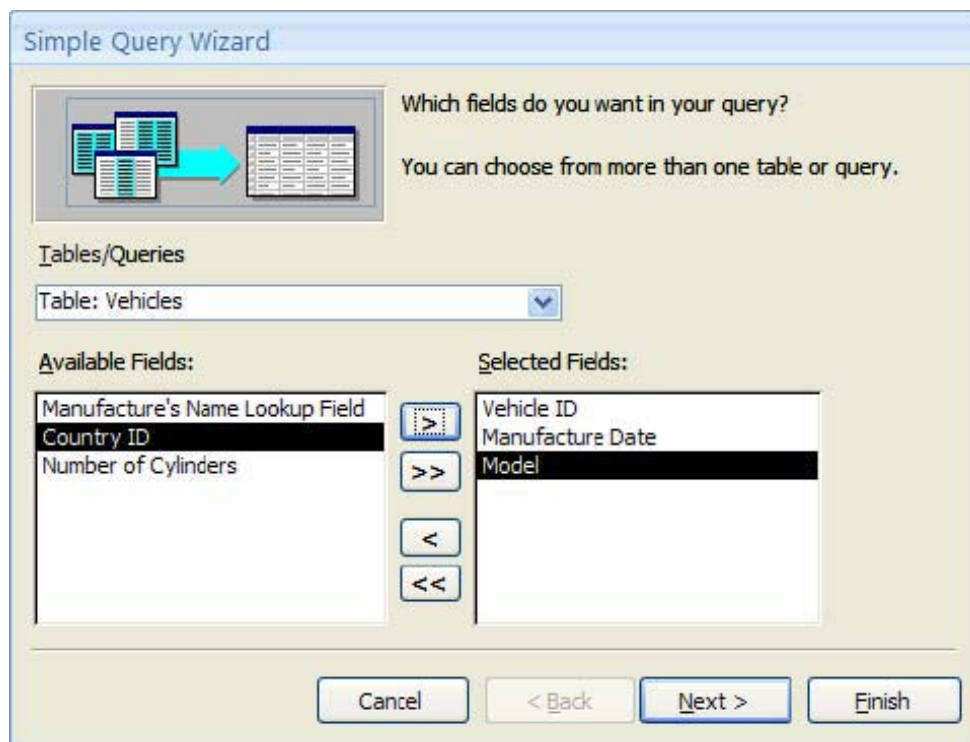 Simple Query Wizard
Which fields do you want in your query?
You can choose from more than one table or query.
Tables/Queries
Table: Vehicles
Available Fields:
Selected Fields:
Manufacture's Name Lookup Field
Country ID
Number of Cylinders
>
>>
<
<<
Vehicle ID
Manufacture Date
Model
Cancel
< Back
Next >
Finish